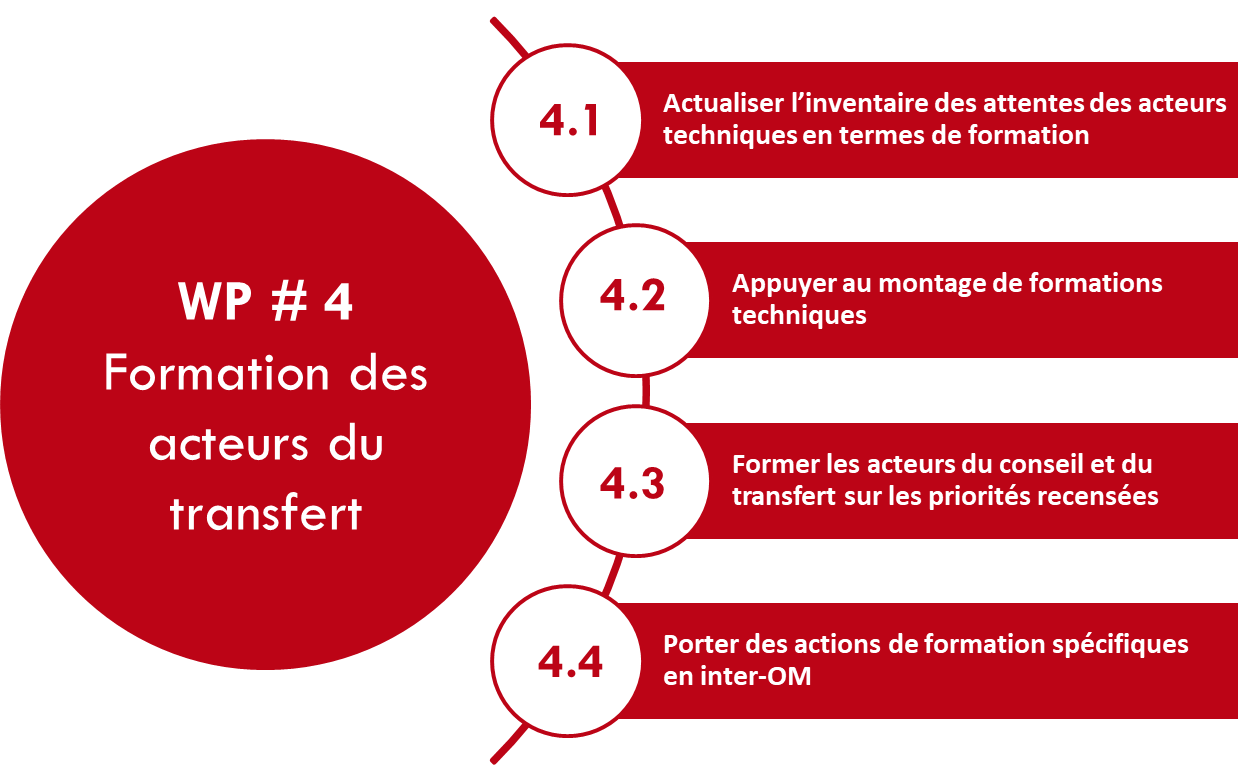 WP # 4
Formation des
acteurs du
transfert
4.1
Actualiser l’inventaire des attentes des acteurs
techniques en termes de formation
4.2
Appuyer au montage de formations
techniques
4.3
Former les acteurs du conseil et du
transfert sur les priorités recensées
4.4
Porter des actions de formation spécifiques
en inter-OM